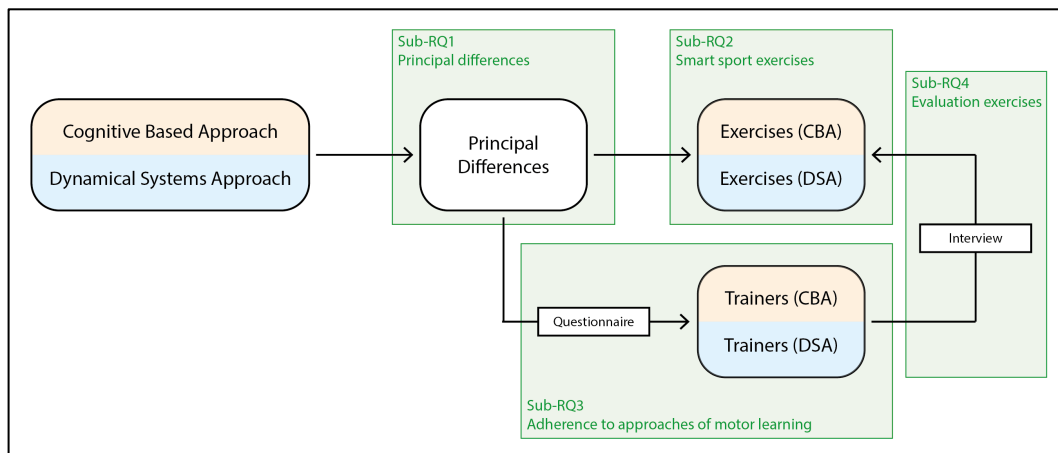 Sub-RQ1
Principal differences
Sub-RQ2
Smart sport exercises
Sub-RQ4
Evaluation exercises
Cognitive Based Approach
Dynamical Systems Approach
Principal
Differences
Exercises (CBA)
Exercises (DSA)
Interview
Questionnaire
Trainers (CBA)
Trainers (DSA)
Sub-RQ3
Adherence to approaches of motor learning